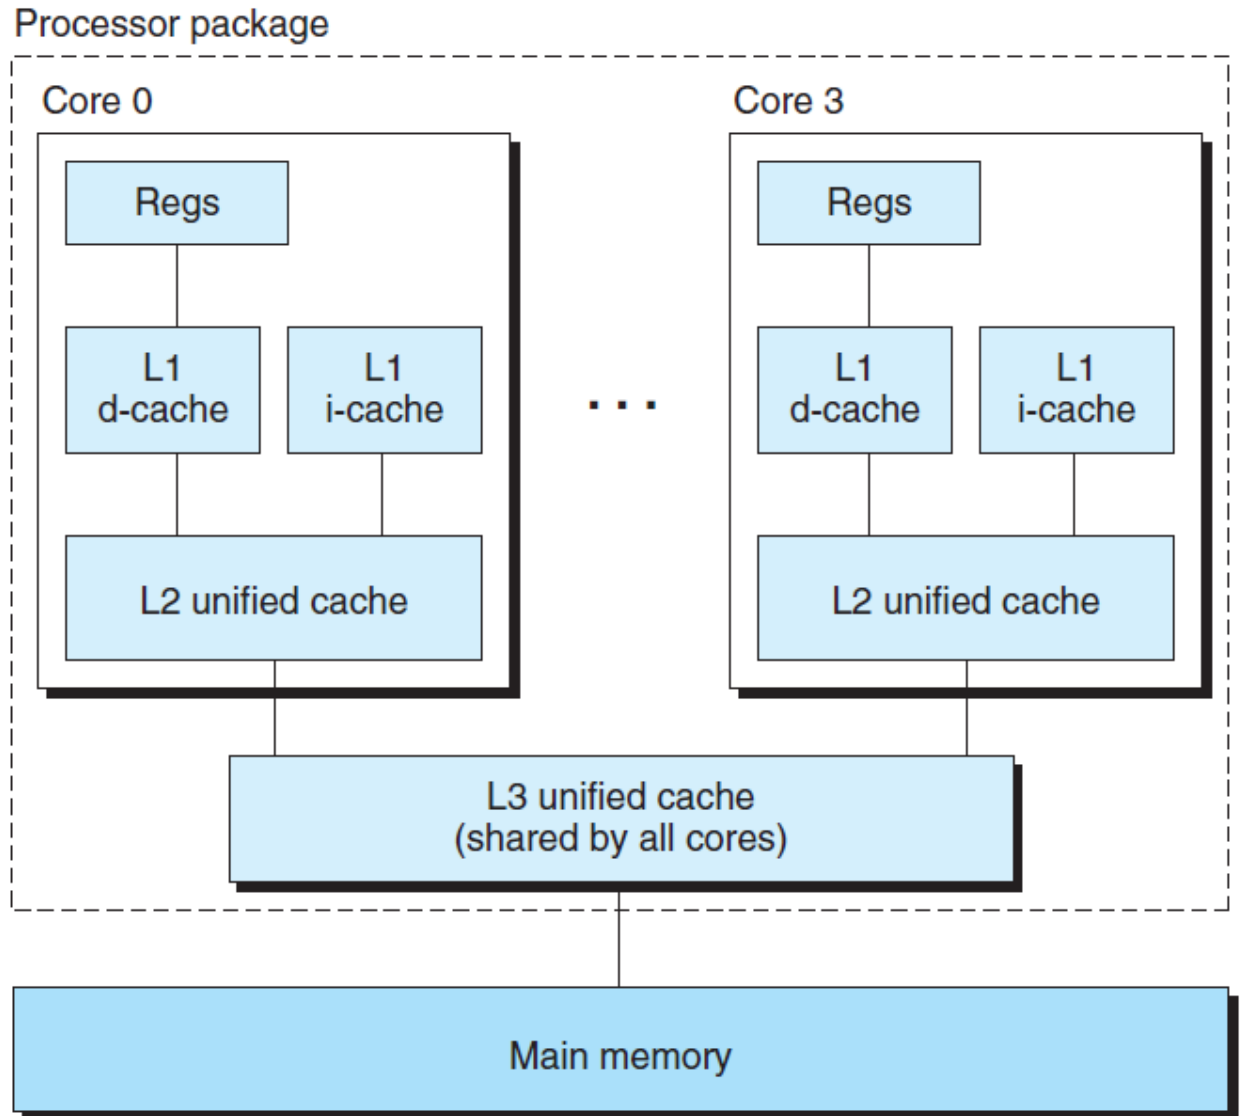 Processor package
Core 0
Core 3
Regs
Regs
L1
d-cache
L1
i-cache
. . .
L1
d-cache
L1
i-cache
L2 unified cache
L2 unified cache
L3 unified cache
(shared by all cores)
Main memory